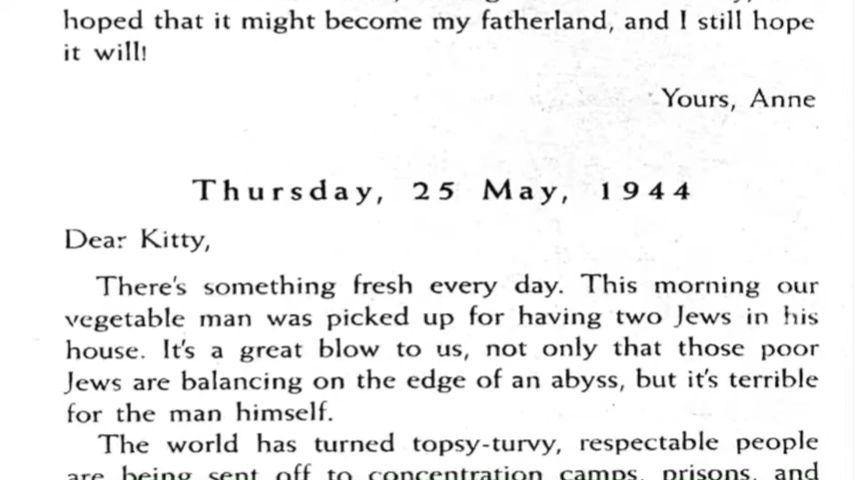 hoped that it might become my fatherland, and I still hope
it will!
Yours, Anne
Thursday, 25 May, 1944
Dear Kitty,
There's something fresh every day. This morning our
vegetable man was picked up for having two Jews in his
house. It's a great blow to us, not only that those poor
Jews are balancing on the edge of an abyss, but it's terrible
for the man himself.
The world has turned topsy-turvy, respectable people
are being sent off to concentration camps, prisons, and